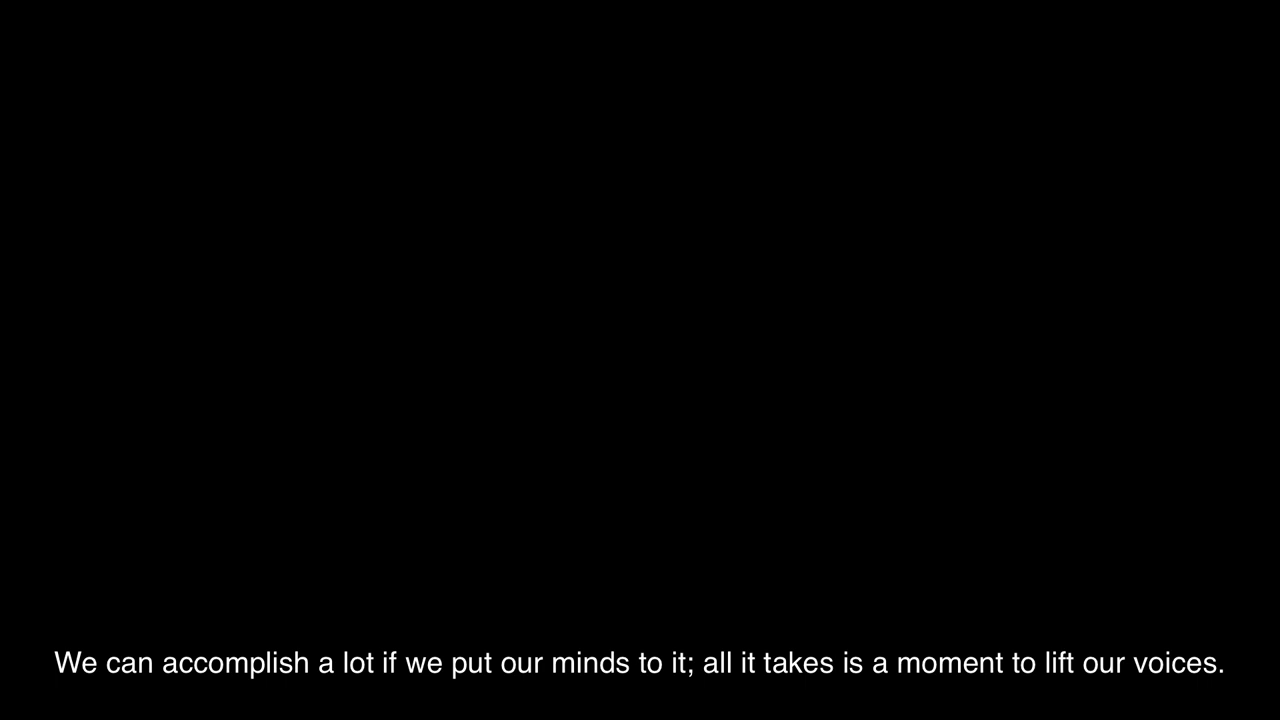 We can accomplish a lot if we put our minds to it; all it takes is a moment to lift our voices.